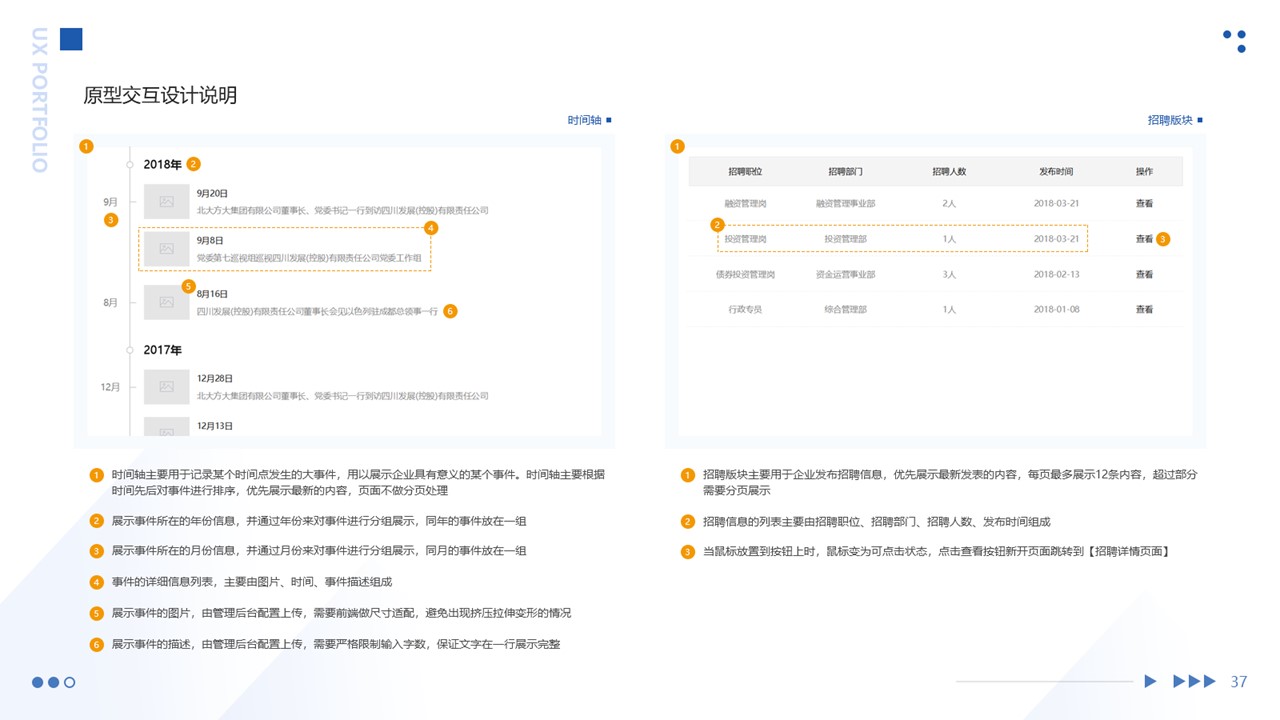 UX PORTFOLIO
原型交互设计说明
时间轴
1
2018年 2
9月
3
9月20日
北大方大集团有限公司董事长、党委书记一行到访四川发展(控股)有限责任公司
4
9月8日
党委第七巡视组巡视四川发展(控股)有限责任公司党委工作组
5
8月
8月16日
四川发展(控股)有限责任公司董事长会见以色列驻成都总领事一行 6
2017年
12月
12月28日
北大方大集团有限公司董事长、党委书记一行到访四川发展(控股)有限责任公司
12月13日
1 时间轴主要用于记录某个时间点发生的大事件，用以展示企业具有意义的某个事件。时间轴主要根据
时间先后对事件进行排序，优先展示最新的内容，页面不做分页处理
2 展示事件所在的年份信息，并通过年份来对事件进行分组展示，同年的事件放在一组
3 展示事件所在的月份信息，并通过月份来对事件进行分组展示，同月的事件放在一组
4 事件的详细信息列表，主要由图片、时间、事件描述组成
5 展示事件的图片，由管理后台配置上传，需要前端做尺寸适配，避免出现挤压拉伸变形的情况
6 展示事件的描述，由管理后台配置上传，需要严格限制输入字数，保证文字在一行展示完整
招聘版块
1
招聘职位 招聘部门 招聘人数 发布时间 操作
融资管理岗 融资管理事业部 2人 2018-03-21 查看
2
投资管理岗 投资管理部 1人 2018-03-21 查看 3
债券投资管理岗 资金运营事业部 3人 2018-02-13 查看
行政专员 综合管理部 1人 2018-01-08 查看
1 招聘版块主要用于企业发布招聘信息，优先展示最新发表的内容，每页最多展示12条内容，超过部分
需要分页展示
2 招聘信息的列表主要由招聘职位、招聘部门、招聘人数、发布时间组成
3 当鼠标放置到按钮上时，鼠标变为可点击状态，点击查看按钮新开页面跳转到【招聘详情页面】
37